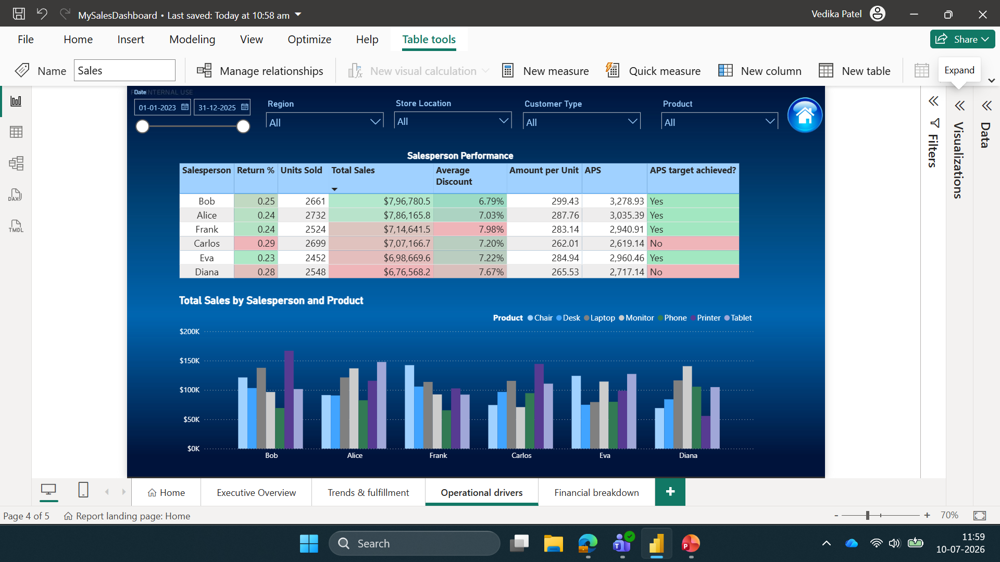 MySalesDashboard • Last saved: Today at 10:58 am
Vedika Patel
File Home Insert Modeling View Optimize Help Table tools Share
Name Sales Manage relationships New visual calculation New measure Quick measure New column New table Expand
Date
INTERNAL USE
01-01-2023 31-12-2025
Region Store Location Customer Type Product
All All All All
Salesperson Performance
Salesperson Return % Units Sold Total Sales Average Discount Amount per Unit APS APS target achieved?
Bob 0.25 2661 $7,96,780.5 6.79% 299.43 3,278.93 Yes
Alice 0.24 2732 $7,86,165.8 7.03% 287.76 3,035.39 Yes
Frank 0.24 2524 $7,14,641.5 7.98% 283.14 2,940.91 Yes
Carlos 0.29 2699 $7,07,166.7 7.20% 262.01 2,619.14 No
Eva 0.23 2452 $6,98,669.6 7.22% 284.94 2,960.46 Yes
Diana 0.28 2548 $6,76,568.2 7.67% 265.53 2,717.14 No
Total Sales by Salesperson and Product
Product Chair Desk Laptop Monitor Phone Printer Tablet
$200K
$150K
$100K
$50K
$0K
Bob Alice Frank Carlos Eva Diana
Filters
Visualizations
Data
DAX
TMDL
Home Executive Overview Trends & fulfillment Operational drivers Financial breakdown +
Page 4 of 5 Report landing page: Home - + 70%
Search
T
P
11:59
10-07-2026